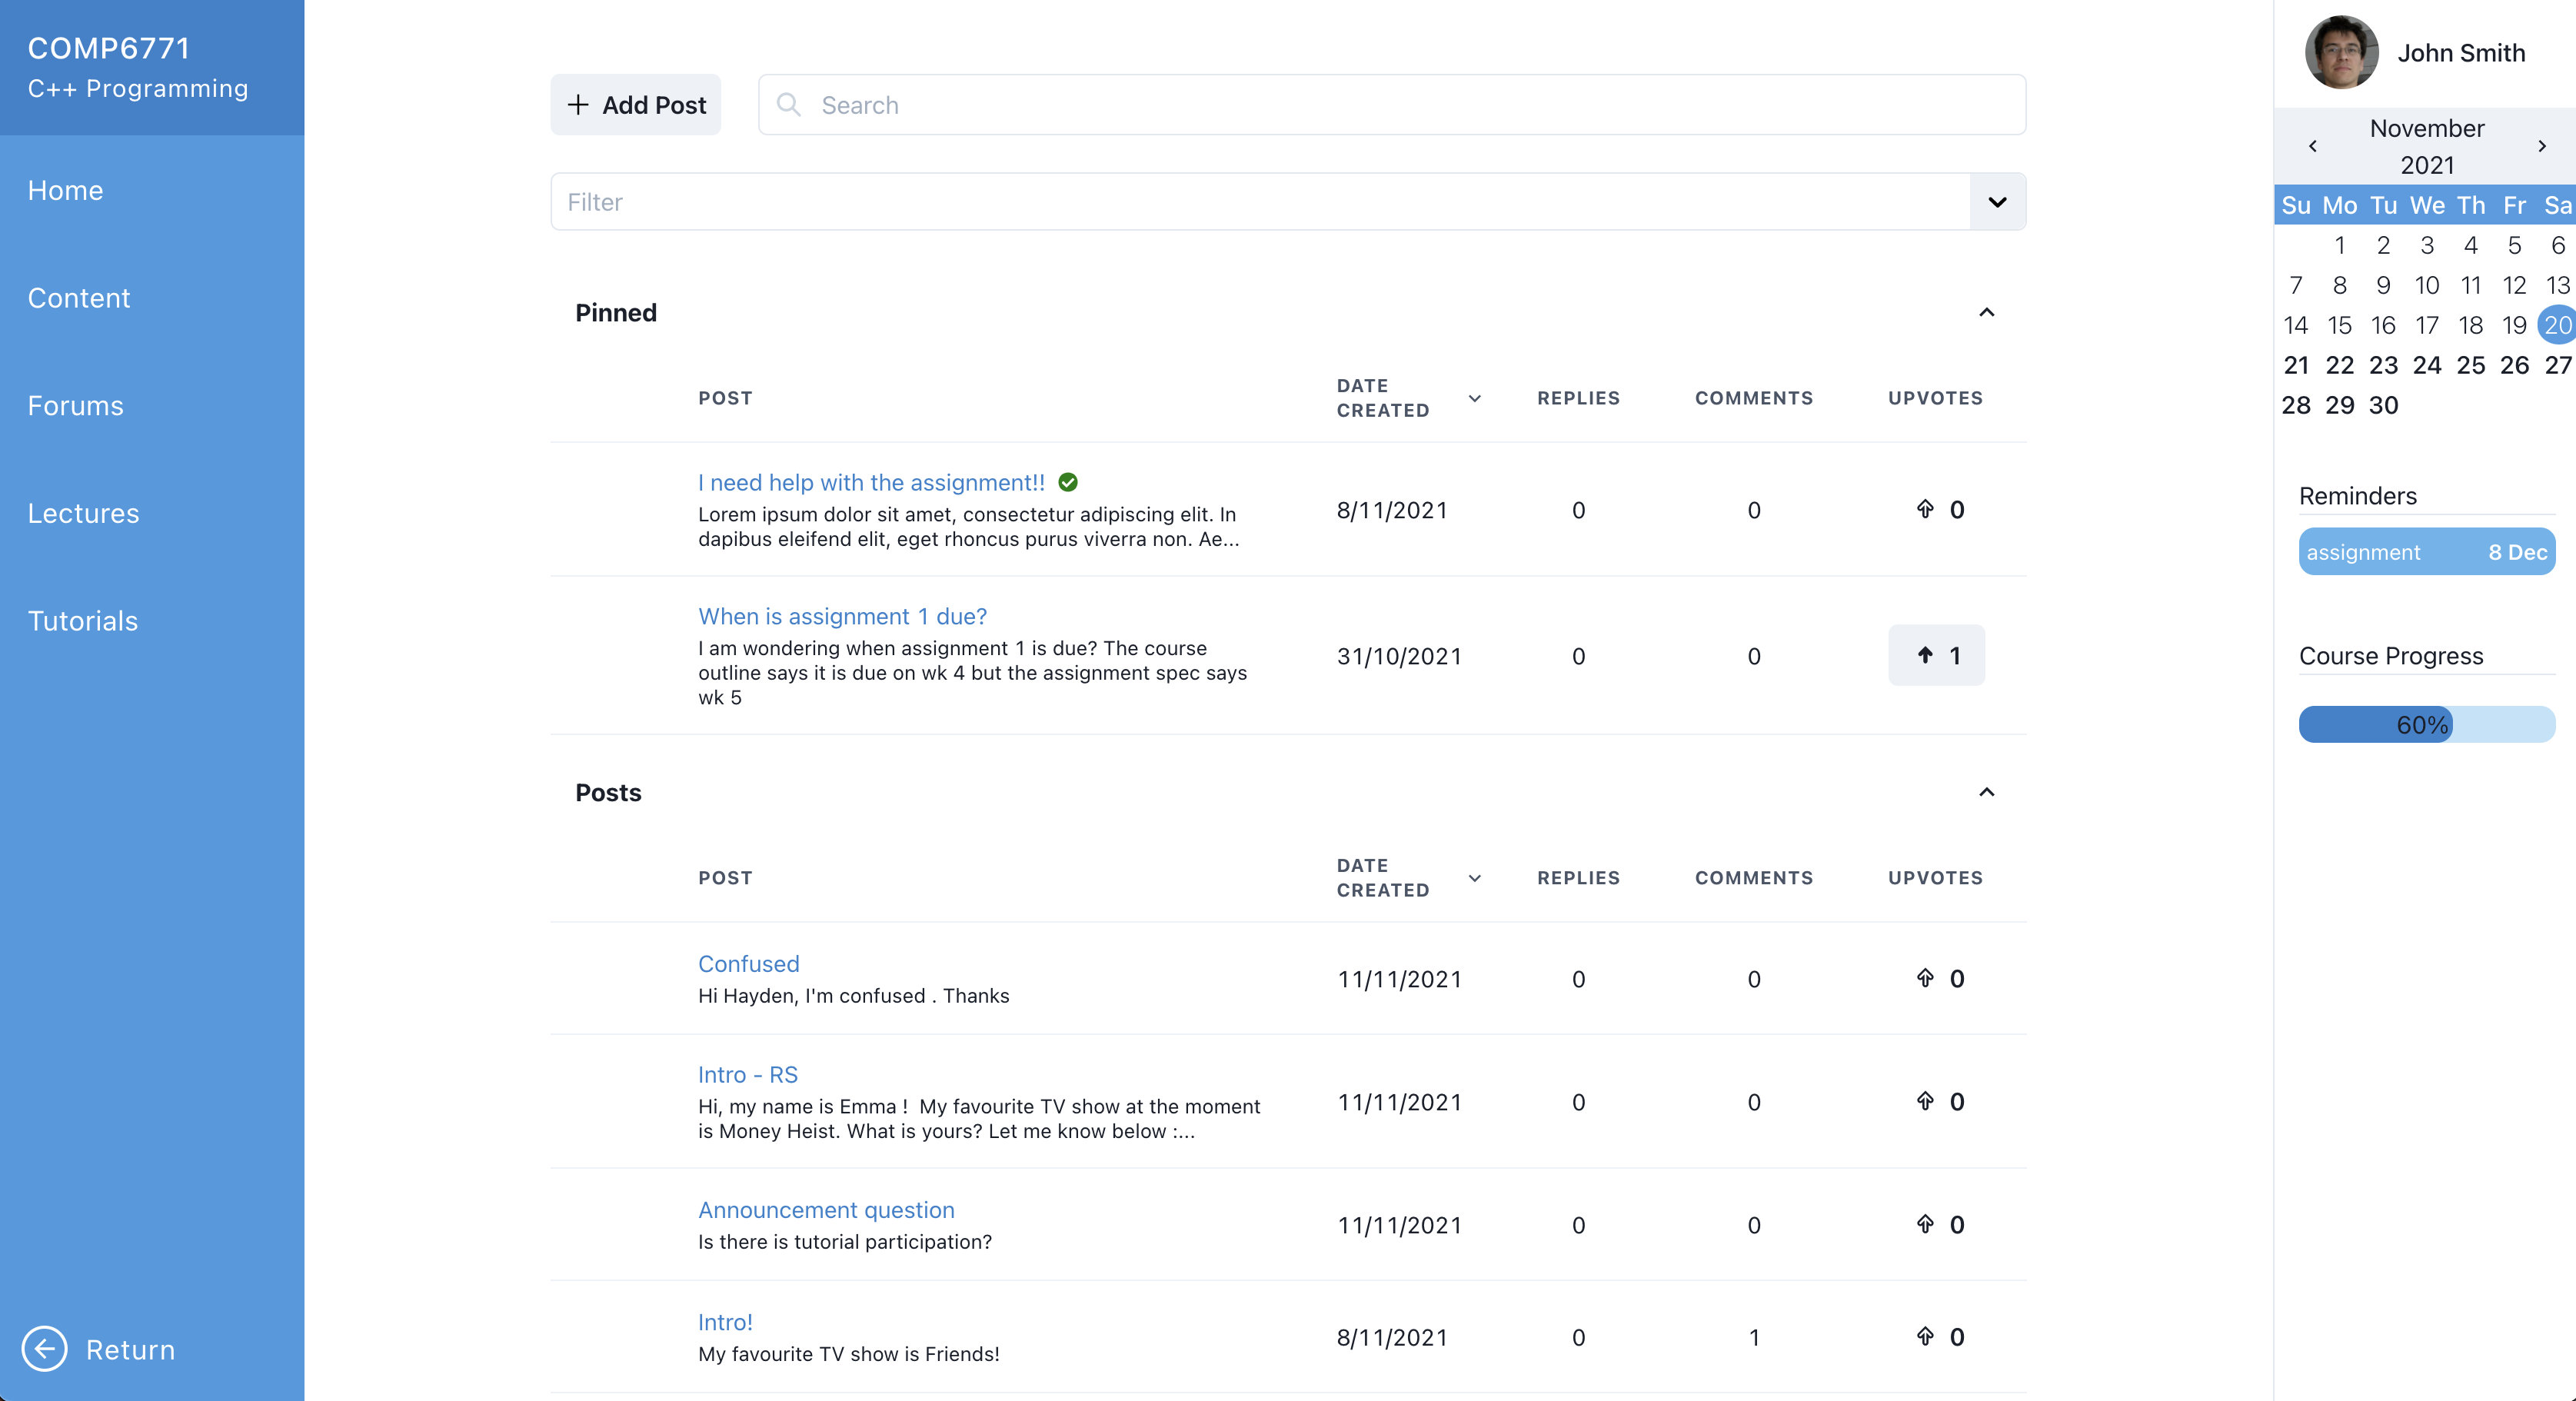 COMP6771
C++ Programming
Home
Content
Forums
Lectures
Tutorials
Return
+ Add Post
Search
Filter
Pinned
POST DATE CREATED REPLIES COMMENTS UPVOTES
I need help with the assignment!!
Lorem ipsum dolor sit amet, consectetur adipiscing elit. In
dapibus eleifend elit, eget rhoncus purus viverra non. Ae...
8/11/2021 0 0 0
When is assignment 1 due?
I am wondering when assignment 1 is due? The course
outline says it is due on wk 4 but the assignment spec says
wk 5
31/10/2021 0 0 1
Posts
POST DATE CREATED REPLIES COMMENTS UPVOTES
Confused
Hi Hayden, I'm confused . Thanks
11/11/2021 0 0 0
Intro - RS
Hi, my name is Emma !  My favourite TV show at the moment
is Money Heist. What is yours? Let me know below :...
11/11/2021 0 0 0
Announcement question
Is there is tutorial participation?
11/11/2021 0 0 0
Intro!
My favourite TV show is Friends!
8/11/2021 0 1 0
John Smith
November
2021
Su Mo Tu We Th Fr Sa
1 2 3 4 5 6
7 8 9 10 11 12 13
14 15 16 17 18 19 20
21 22 23 24 25 26 27
28 29 30
Reminders
assignment 8 Dec
Course Progress
60%